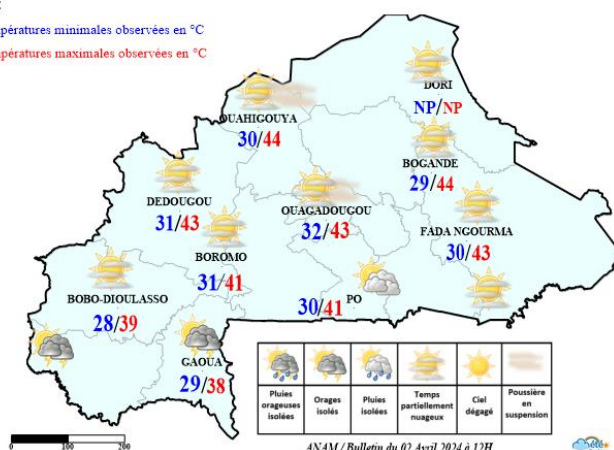 pératures minimales observées en °C
pératures maximales observées en °C
DORI
NP/NP
OUAHIGOUYA
30/44
BOGANDE
29/44
DEDOUGOU
31/43
OUAGADOUGOU
32/43
FADA NGOURMA
30/43
BOROMO
31/41
BOBO-DIOULASSO
28/39
PO
30/41
GAOUA
29/38
Pluies orageuses isolées
Orages isolés
Pluies isolées
Temps partiellement nuageux
Ciel dégagé
Poussière en suspension
100
200
ANAM / Bulletin du 02 Avril 2024 à 12H